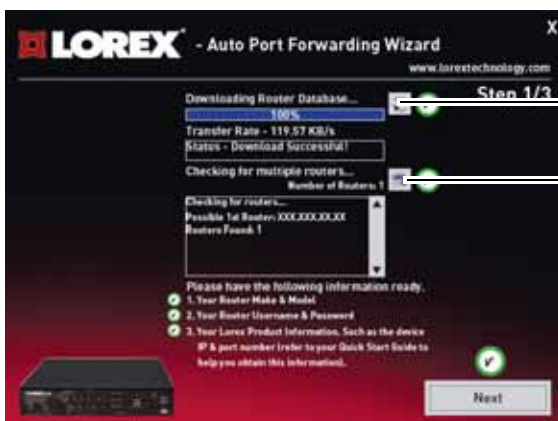 LOREX - Auto Port Forwarding Wizard
X
www.lorextechnology.com
Step 1/3
Downloading Router Database...
100%
Transfer Rate - 119.57 KB/s
Status - Download Successful!
Checking for multiple routers...
Number of Routers: 1
Checking for routers...
Possible 1st Router: XXX.XXX.XX.XX
Routers Found: 1
Please have the following information ready.
1. Your Router Make & Model
2. Your Router Username & Password
3. Your Lorex Product Information. Such as the device
IP & port number (refer to your Quick Start Guide to
help you obtain this information).
Next